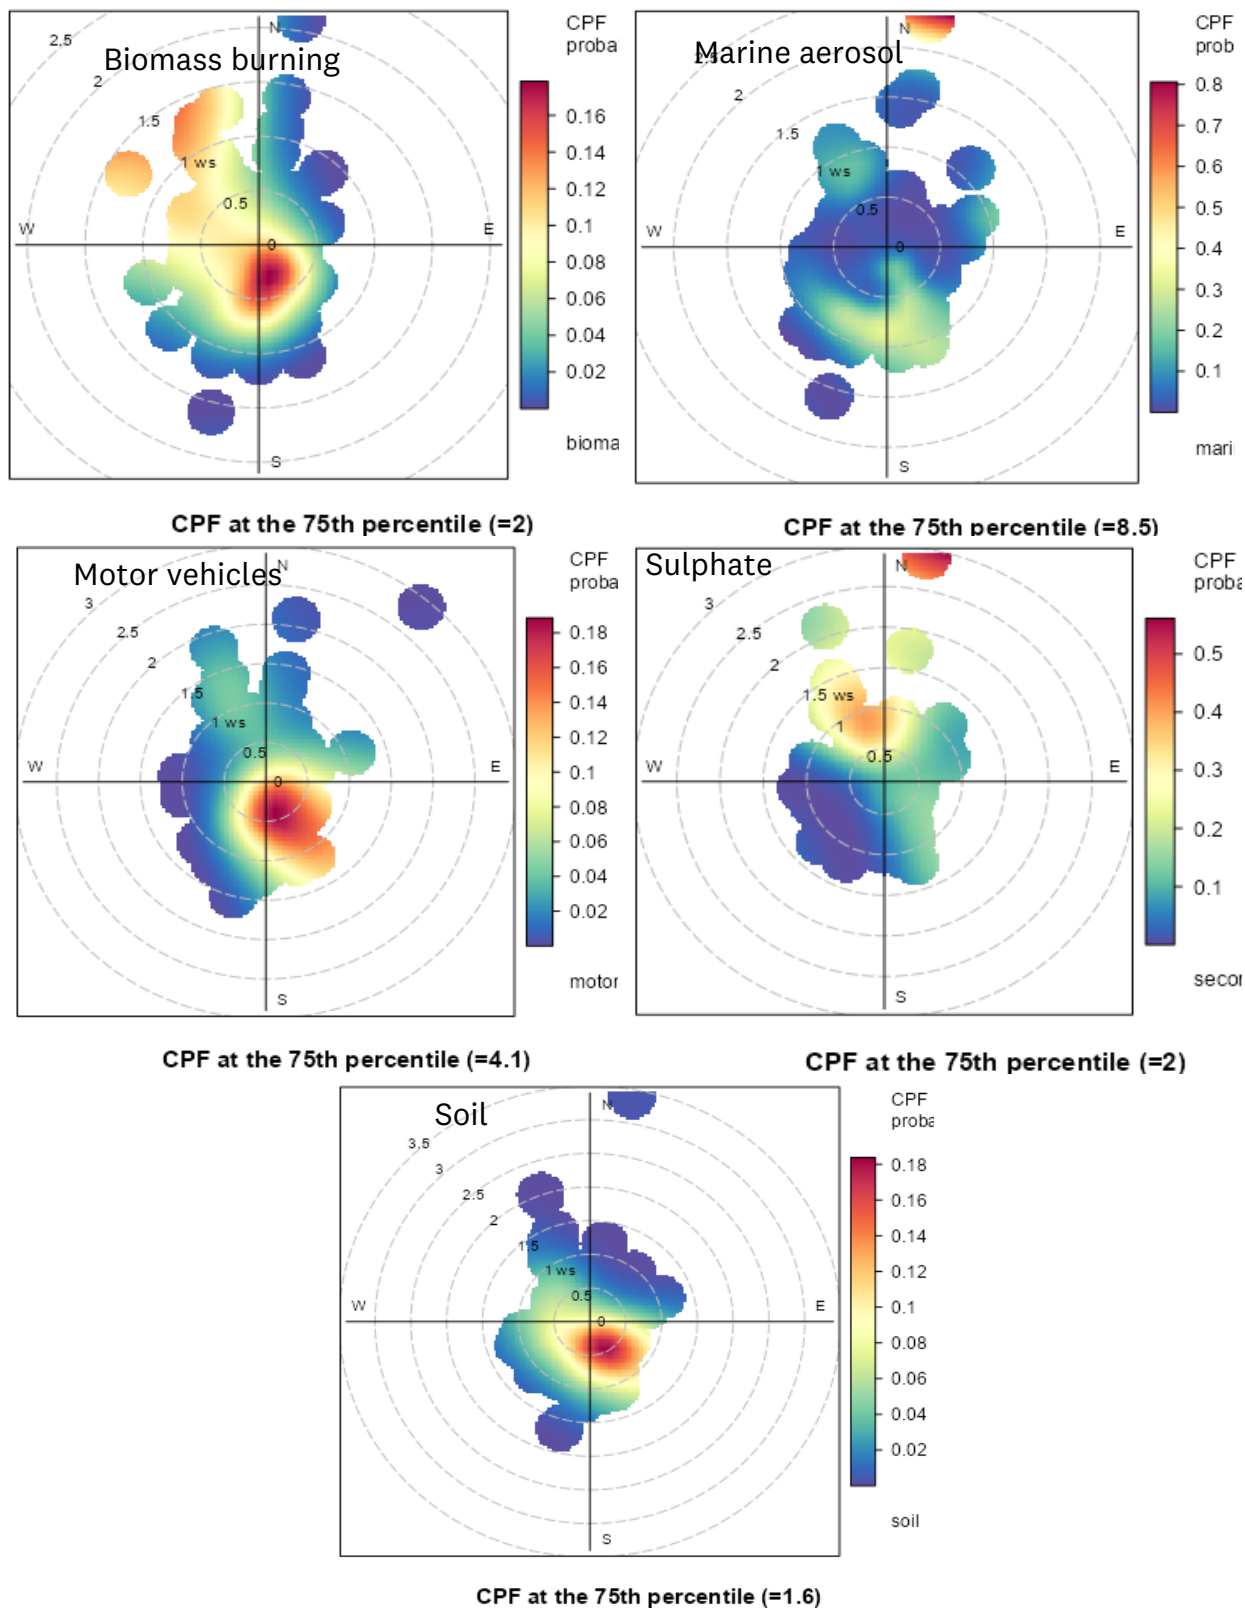 Biomass burning
CPF
proba
N
2.5
2
1.5
1 ws
0.5
0
W
E
S
0.16
0.14
0.12
0.1
0.08
0.06
0.04
0.02
bioma
CPF at the 75th percentile (=2)
Marine aerosol
CPF
prob
N
2.5
2
1.5
1 ws
0.5
0
W
E
S
0.8
0.7
0.6
0.5
0.4
0.3
0.2
0.1
mari
CPF at the 75th percentile (=8.5)
Motor vehicles
CPF
proba
N
3
2.5
2
1.5
1 ws
0.5
0
W
E
S
0.18
0.16
0.14
0.12
0.1
0.08
0.06
0.04
0.02
motor
CPF at the 75th percentile (=4.1)
Sulphate
CPF
proba
N
3
2.5
2
1.5 ws
1
0.5
W
E
S
0.5
0.4
0.3
0.2
0.1
secor
CPF at the 75th percentile (=2)
Soil
CPF
proba
N
3.5
3
2.5
2
1.5
1 ws
0.5
0
W
E
S
0.18
0.16
0.14
0.12
0.1
0.08
0.06
0.04
0.02
soil
CPF at the 75th percentile (=1.6)